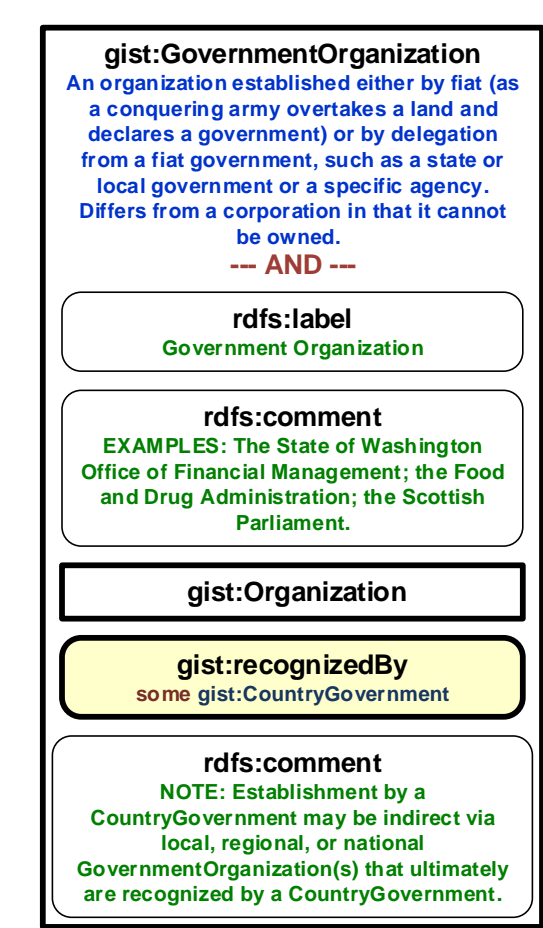 gist:GovernmentOrganization
An organization established either by fiat (as
a conquering army overtakes a land and
declares a government) or by delegation
from a fiat government, such as a state or
local government or a specific agency.
Differs from a corporation in that it cannot
be owned.
--- AND ---
rdfs:label
Government Organization
rdfs:comment
EXAMPLES: The State of Washington
Office of Financial Management; the Food
and Drug Administration; the Scottish
Parliament.
gist:Organization
gist:recognizedBy
some gist:CountryGovernment
rdfs:comment
NOTE: Establishment by a
CountryGovernment may be indirect via
local, regional, or national
GovernmentOrganization(s) that ultimately
are recognized by a CountryGovernment.